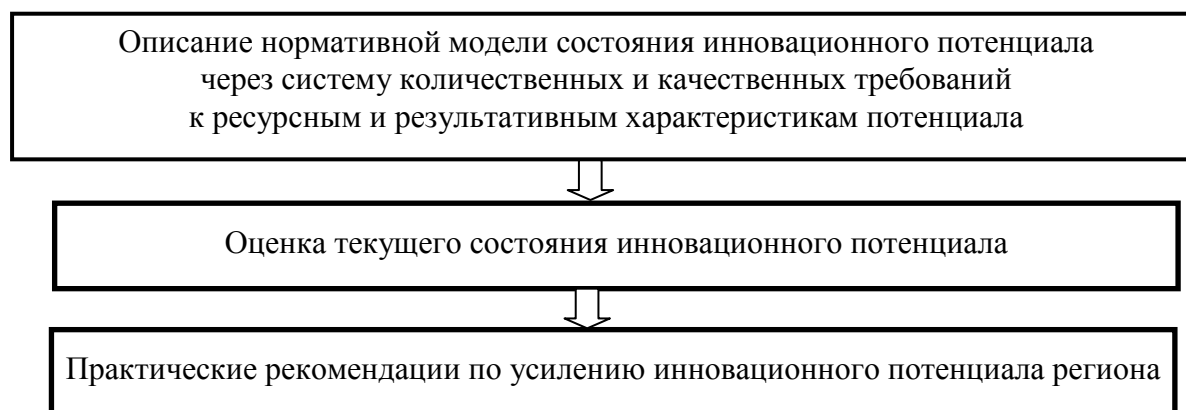 Описание нормативной модели состояния инновационного потенциала
через систему количественных и качественных требований
к ресурсным и результативным характеристикам потенциала
Оценка текущего состояния инновационного потенциала
Практические рекомендации по усилению инновационного потенциала региона